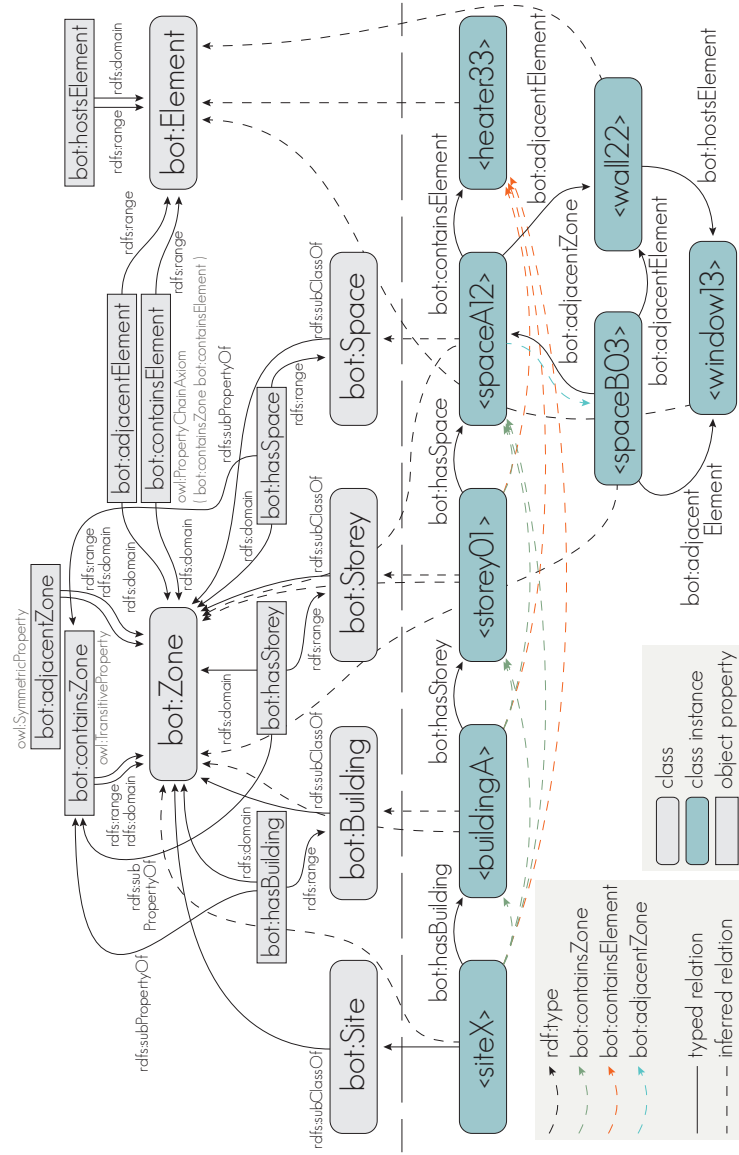 owl:SymmetricProperty
bot:adjacentZone
bot:containsZone
owl:TransitiveProperty
rdfs:range
rdfs:domain
rdfs:range
rdfs:domain
rdfs:domain
bot:hostsElement
rdfs:domain
rdfs:range
bot:adjacentElement
bot:containsElement
owl:PropertyChainAxiom
( bot:containsZone bot:containsElement )
rdfs:range
rdfs:range
rdfs:domain
bot:Zone
bot:Element
rdfs:subPropertyOf
rdfs:sub
PropertyOf
rdfs:subPropertyOf
bot:hasBuilding
rdfs:domain
rdfs:range
bot:hasStorey
rdfs:domain
rdfs:range
bot:hasSpace
rdfs:domain
rdfs:range
rdfs:subClassOf
rdfs:subClassOf
rdfs:subClassOf
rdfs:subClassOf
bot:Site
bot:Building
bot:Storey
bot:Space
bot:hasBuilding
bot:hasStorey
bot:hasSpace
bot:containsElement
<siteX>
<buildingA>
<storey01>
<spaceA12>
<heater33>
bot:adjacentElement
bot:adjacentZone
<spaceB03>
<wall22>
bot:adjacentElement
bot:hostsElement
bot:adjacent
Element
<window13>
rdf:type
bot:containsZone
bot:containsElement
bot:adjacentZone
typed relation
inferred relation
class
class instance
object property